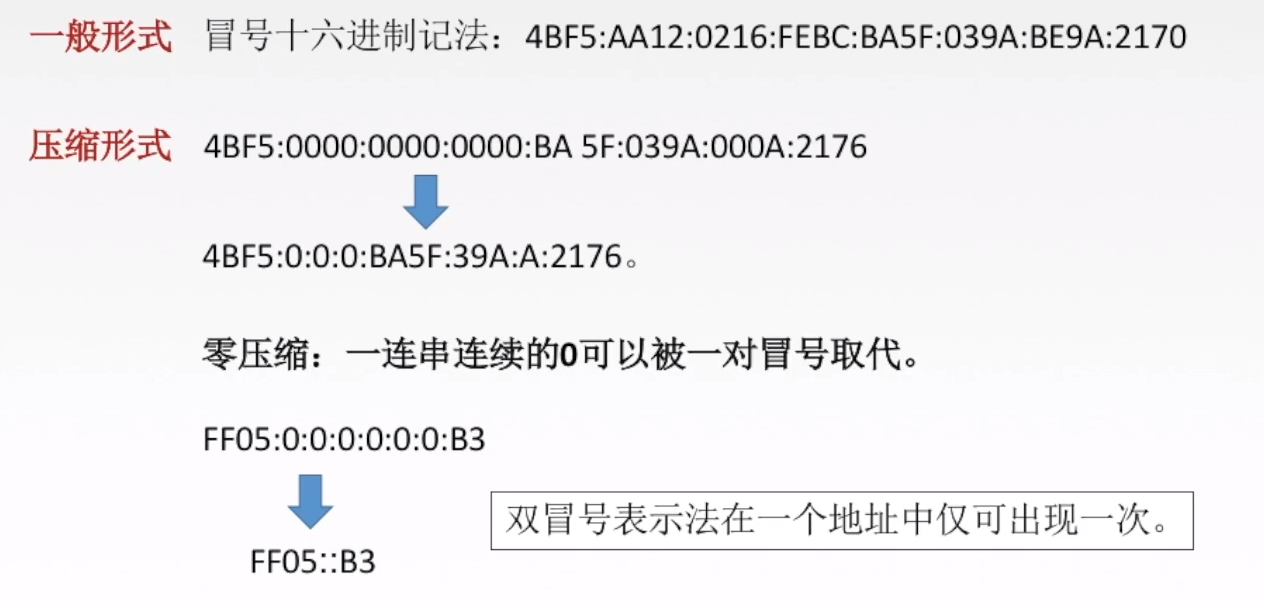 一般形式 冒号十六进制记法：4BF5:AA12:0216:FEBC:BA5F:039A:BE9A:2170
压缩形式 4BF5:0000:0000:0000:BA 5F:039A:000A:2176
4BF5:0:0:0:BA5F:39A:A:2176。
零压缩：一连串连续的0可以被一对冒号取代。
FF05:0:0:0:0:0:0:B3
双冒号表示法在一个地址中仅可出现一次。
FF05::B3